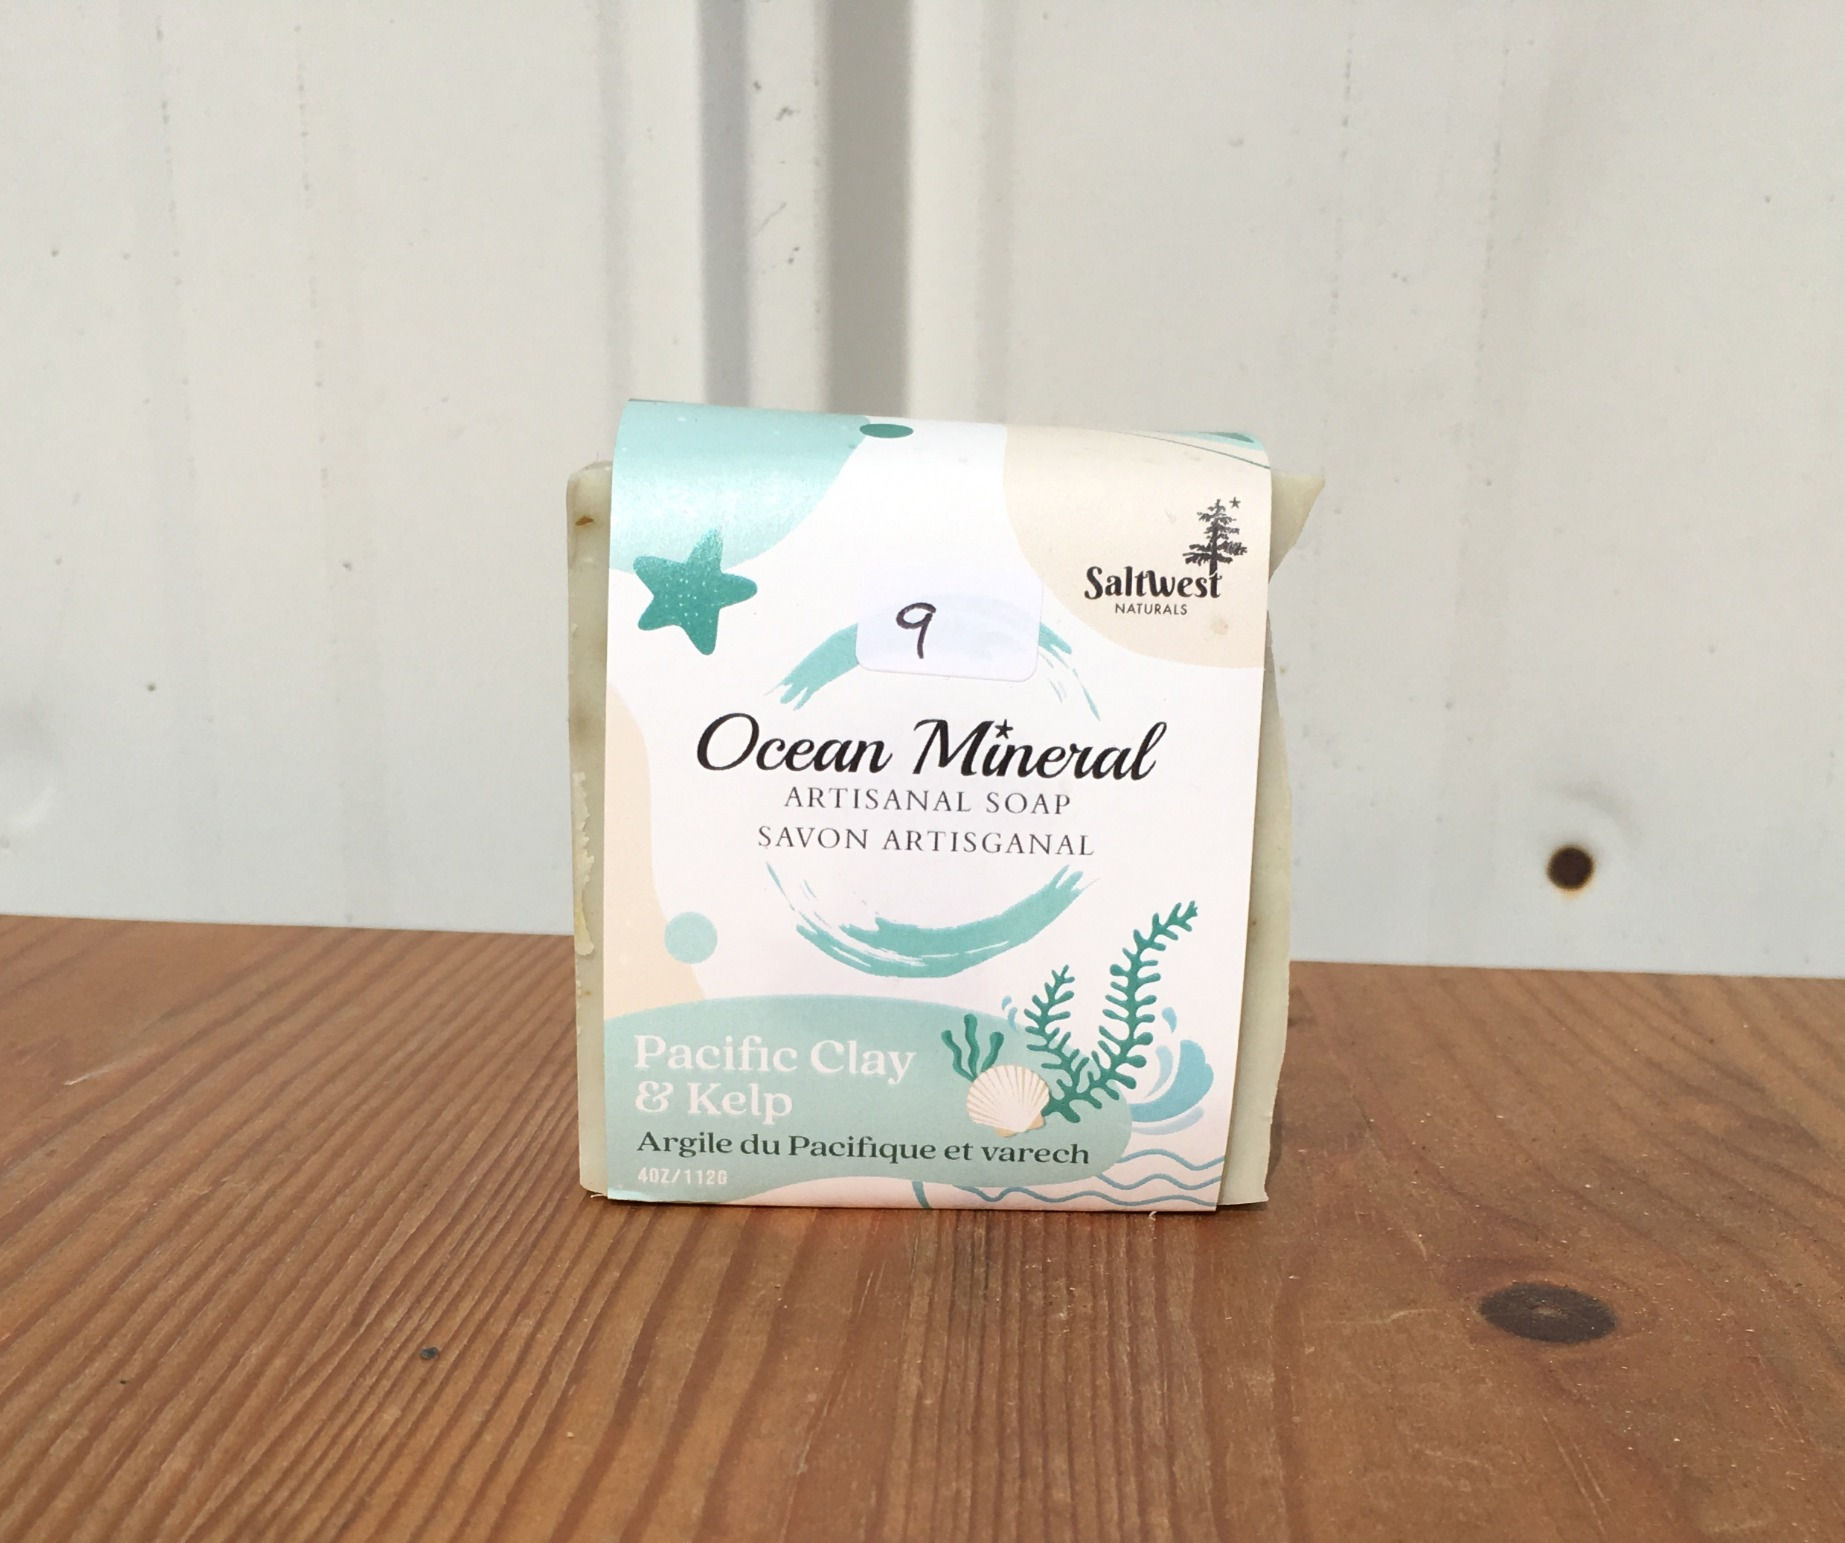 SaltWest
NATURALS
9
Ocean Mineral
ARTISANAL SOAP
SAVON ARTISGANAL
Pacific Clay
& Kelp
Argile du Pacifique et varech
4OZ/112G